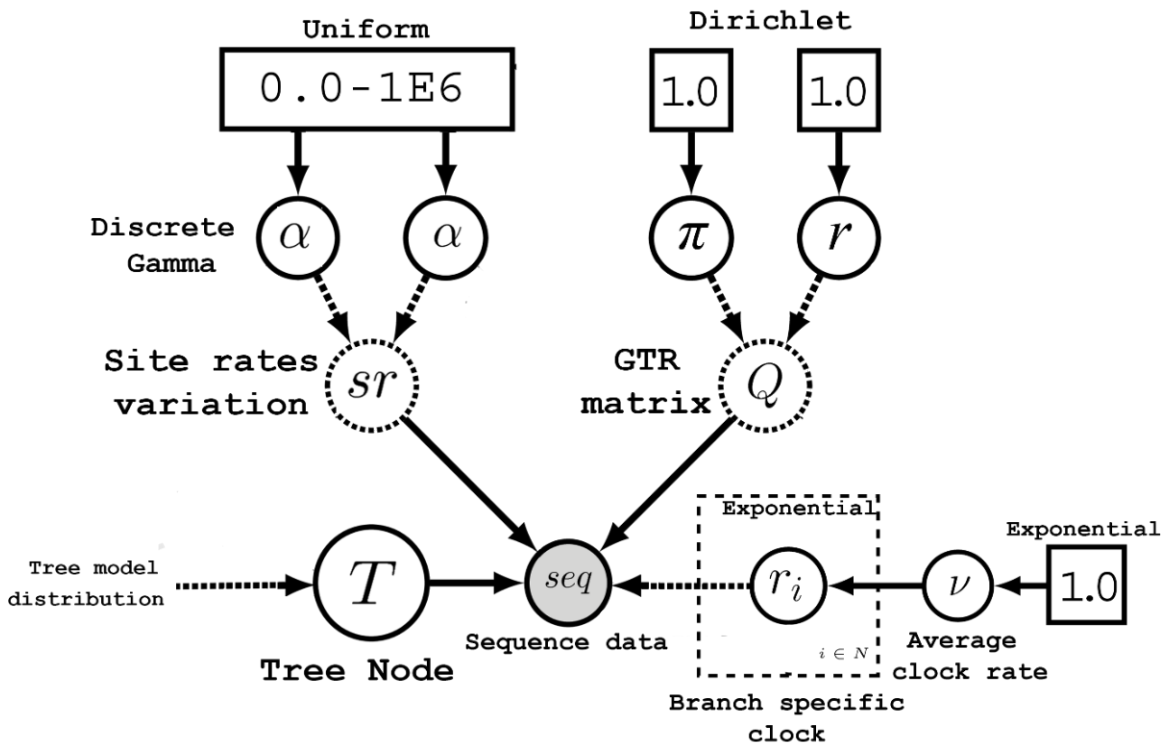 Uniform
Dirichlet
0.0-1E6
1.0
1.0
Discrete
Gamma
α
α
π
r
Site rates
variation
sr
GTR
matrix
Q
Tree model
distribution
T
Tree Node
seq
Sequence data
Exponential
r_i
i ∈ N
Branch specific
clock
ν
Average
clock rate
Exponential
1.0